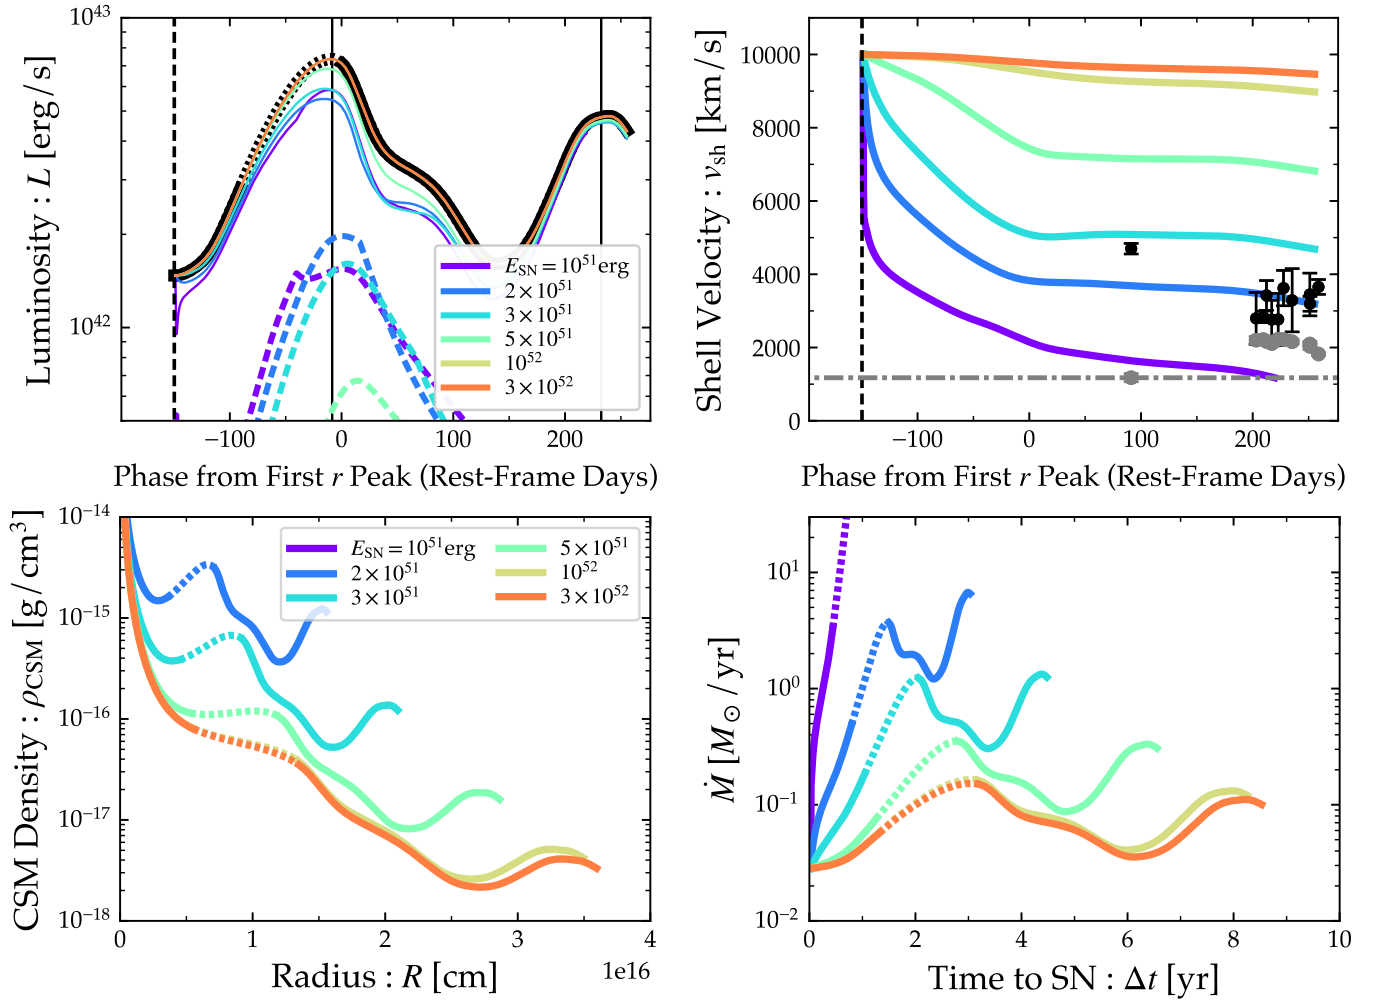 10^43
10^42
Luminosity : L [erg/s]
−100 0 100 200
Phase from First r Peak (Rest-Frame Days)
E_SN = 10^51 erg
2 × 10^51
3 × 10^51
5 × 10^51
10^52
3 × 10^52
10000
8000
6000
4000
2000
0
Shell Velocity : v_sh [km/s]
−100 0 100 200
Phase from First r Peak (Rest-Frame Days)
10^−14
10^−15
10^−16
10^−17
10^−18
CSM Density : ρ_CSM [g/cm^3]
E_SN = 10^51 erg
2 × 10^51
3 × 10^51
5 × 10^51
10^52
3 × 10^52
0 1 2 3 4
Radius : R [cm]
1e16
10^1
10^0
10^−1
10^−2
Ṁ [M_⊙/yr]
0 2 4 6 8 10
Time to SN : Δt [yr]